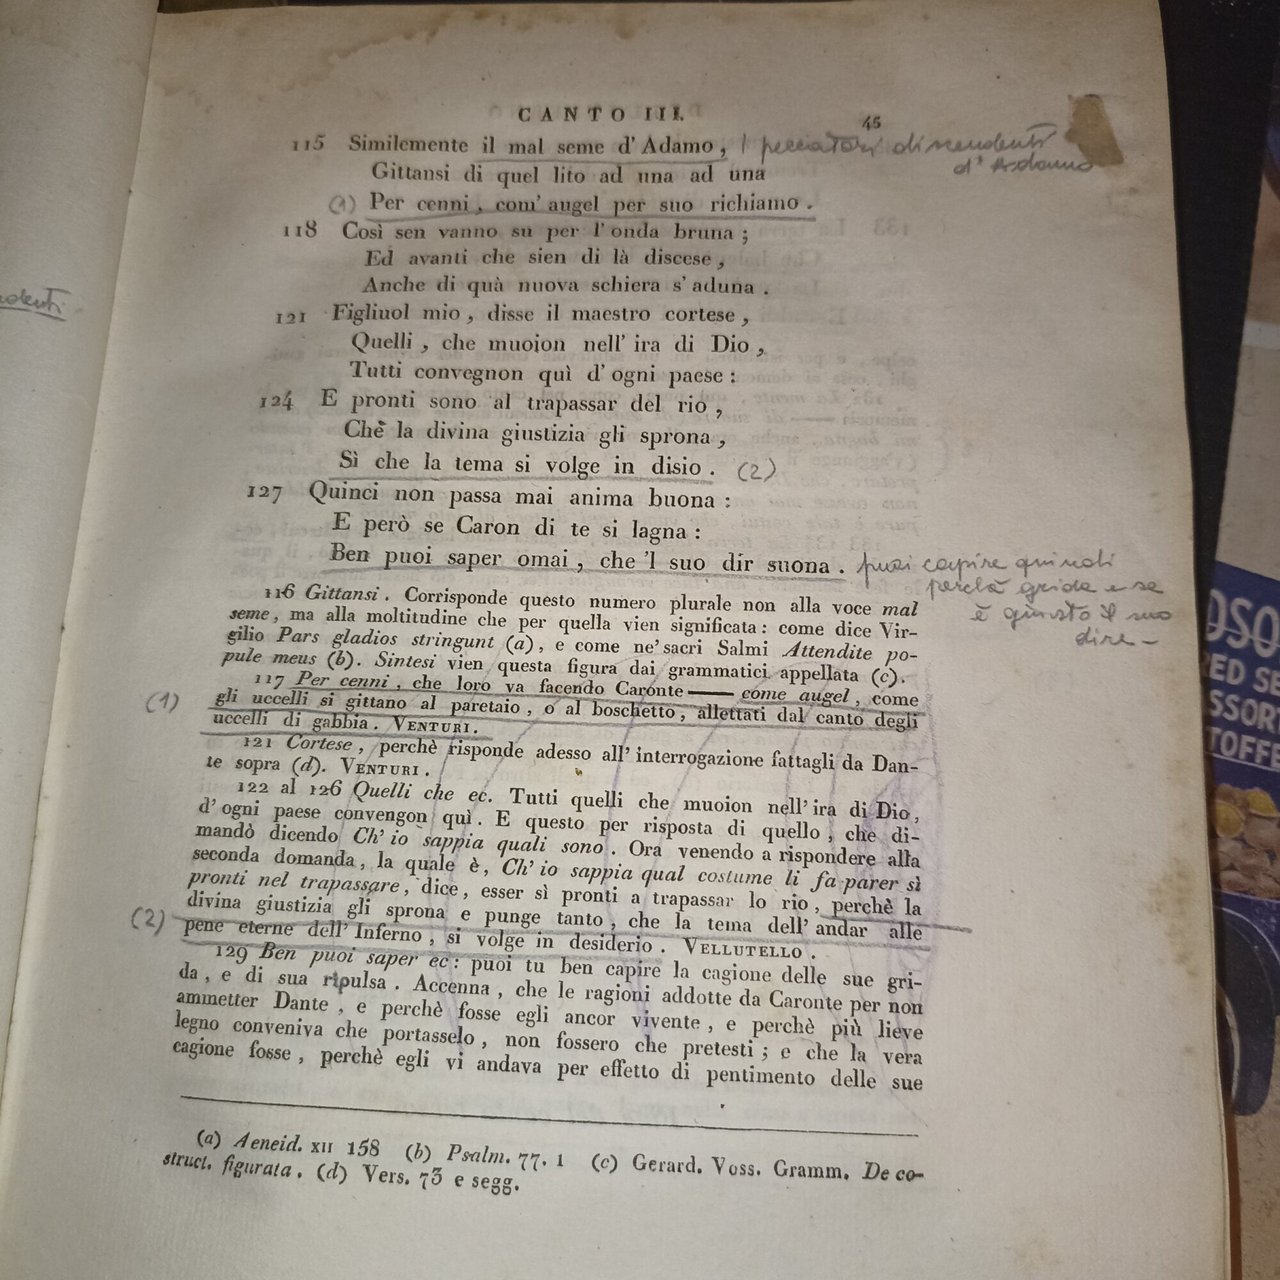 CANTO III.
45
115 Similemente il mal seme d'Adamo, | peccatori discendenti
d'Adamo
Gittansi di quel lito ad una ad una
(1) Per cenni, com' augel per suo richiamo.
118 Così sen vanno su per l'onda bruna;
Ed avanti che sien di là discese,
Anche di quà nuova schiera s'aduna.
121 Figliuol mio, disse il maestro cortese,
Quelli, che muoion nell' ira di Dio,
Tutti convegnon quì d'ogni paese:
124 E pronti sono al trapassar del rio,
Chè la divina giustizia gli sprona,
Sì che la tema si volge in disio. (2)
127 Quinci non passa mai anima buona:
E però se Caron di te si lagna:
Ben puoi saper omai, che 'l suo dir suona. puoi capire quindi
perchè grida e se
è giusto il suo
dire-
116 Gittansi. Corrisponde questo numero plurale non alla voce mal
seme, ma alla moltitudine che per quella vien significata: come dice Vir-
gilio Pars gladios stringunt (a), e come ne' sacri Salmi Attendite po-
pule meus (b). Sintesi vien questa figura dai grammatici appellata (c).
117 Per cenni, che loro va facendo Caronte — come augel, come
(1) gli uccelli si gittano al paretaio, o al boschetto, allettati dal canto degli
uccelli di gabbia. VENTURI.
121 Cortese, perchè risponde adesso all' interrogazione fattagli da Dan-
te sopra (d). VENTURI.
122 al 126 Quelli che ec. Tutti quelli che muoion nell' ira di Dio,
d'ogni paese convengon quì. E questo per risposta di quello, che di-
mandò dicendo Ch' io sappia quali sono. Ora venendo a rispondere alla
seconda domanda, la quale è, Ch' io sappia qual costume li fa parer sì
pronti nel trapassare, dice, esser sì pronti a trapassar lo rio, perchè la
divina giustizia gli sprona e punge tanto, che la tema dell' andar alle
(2) pene eterne dell' Inferno, si volge in desiderio. VELLUTELLO.
129 Ben puoi saper ec: puoi tu ben capire la cagione delle sue gri-
da, e di sua ripulsa. Accenna, che le ragioni addotte da Caronte per non
ammetter Dante, e perchè fosse egli ancor vivente, e perchè più lieve
legno conveniva che portasselo, non fossero che pretesti; e che la vera
cagione fosse, perchè egli vi andava per effetto di pentimento delle sue
(a) Aeneid. XII 158 (b) Psalm. 77. 1 (c) Gerard. Voss. Gramm. De co-
struct. figurata. (d) Vers. 73 e segg.